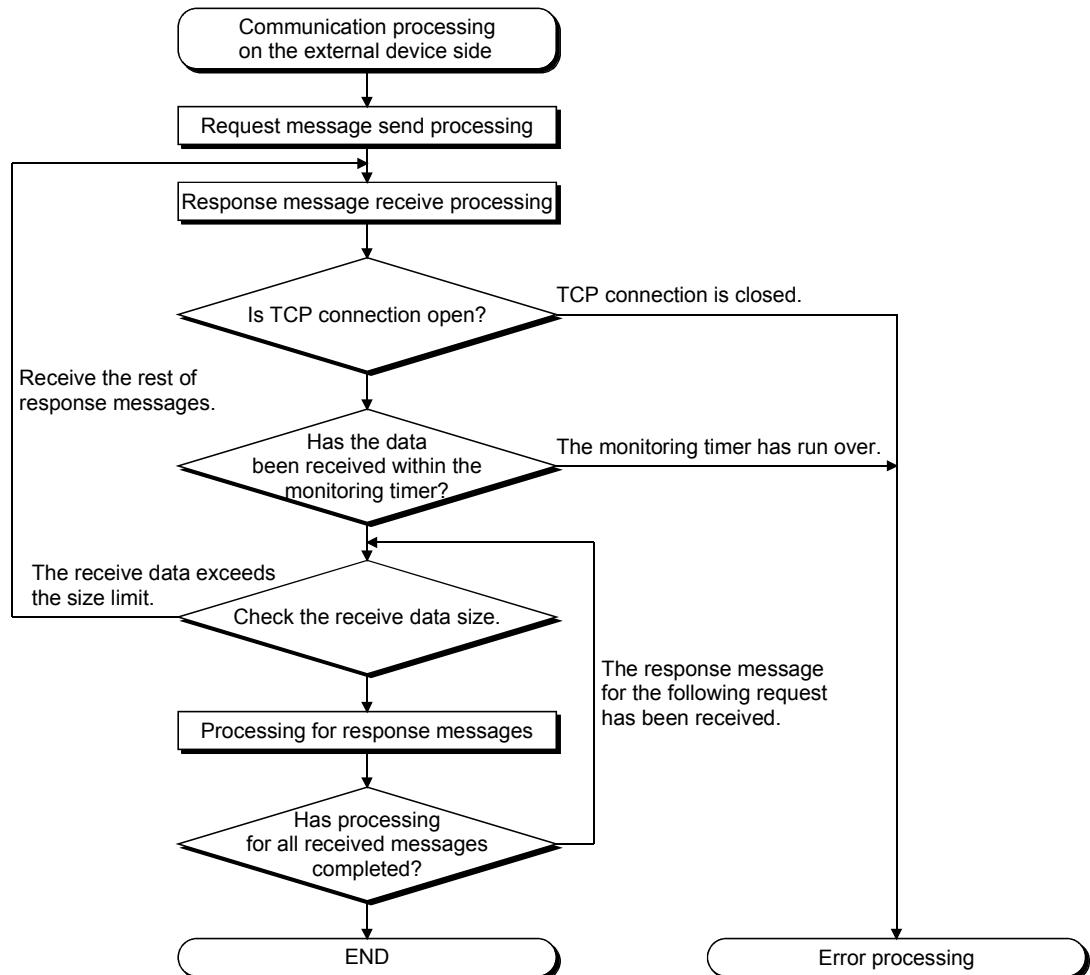 Communication processing
on the external device side
Request message send processing
Response message receive processing
Is TCP connection open?
TCP connection is closed.
Receive the rest of
response messages.
Has the data
been received within the
monitoring timer?
The monitoring timer has run over.
The receive data exceeds
the size limit.
Check the receive data size.
The response message
for the following request
has been received.
Processing for response messages
Has processing
for all received messages
completed?
END
Error processing